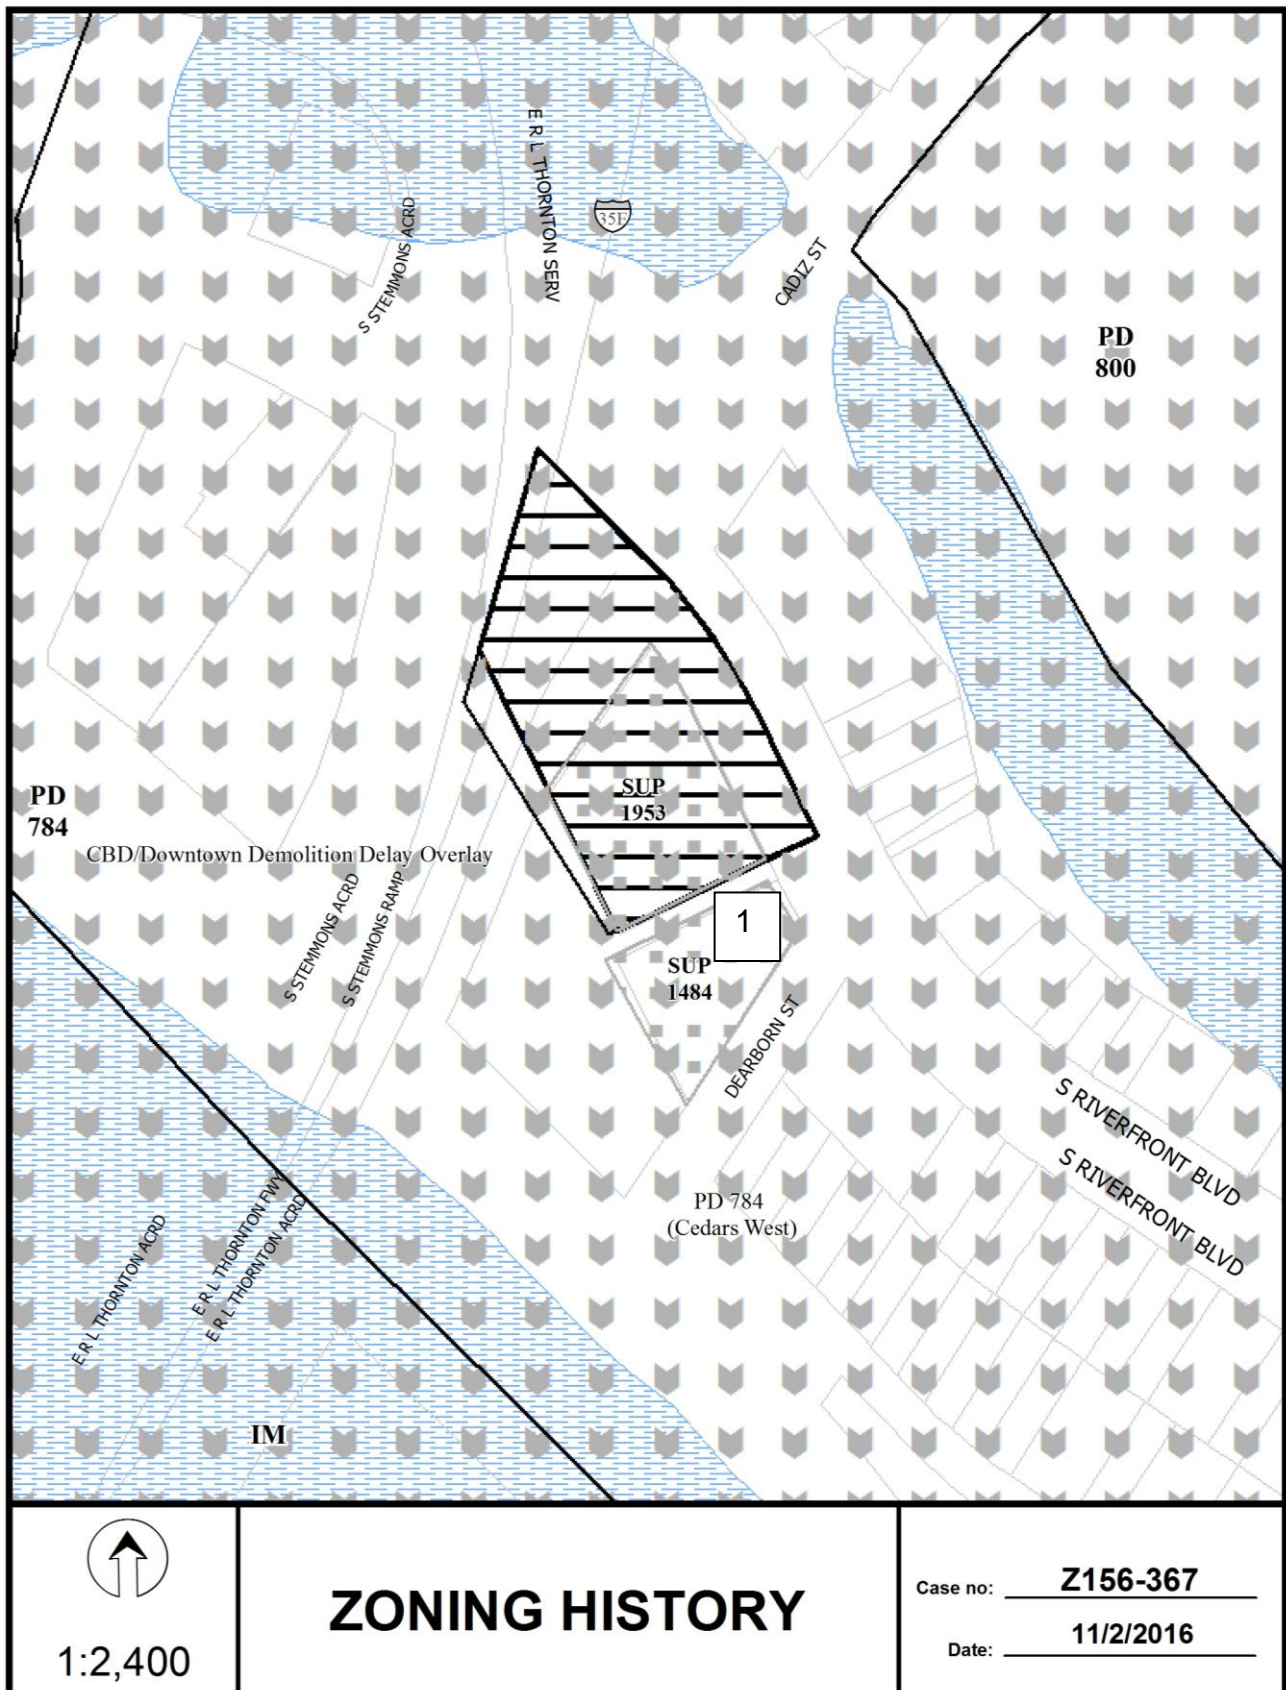 E R L THORNTON SERV
35E
S STEMMONS ACRD
CADIZ ST
PD
800
SUP
1953
PD
784
CBD/Downtown Demolition Delay Overlay
S STEMMONS ACRD
S STEMMONS RAMP
1
SUP
1484
DEARBORN ST
S RIVERFRONT BLVD
S RIVERFRONT BLVD
PD 784
(Cedars West)
E R L THORNTON ACRD
E R L THORNTON FWY
E R L THORNTON ACRD
IM
1:2,400
ZONING HISTORY
Case no: Z156-367
Date: 11/2/2016